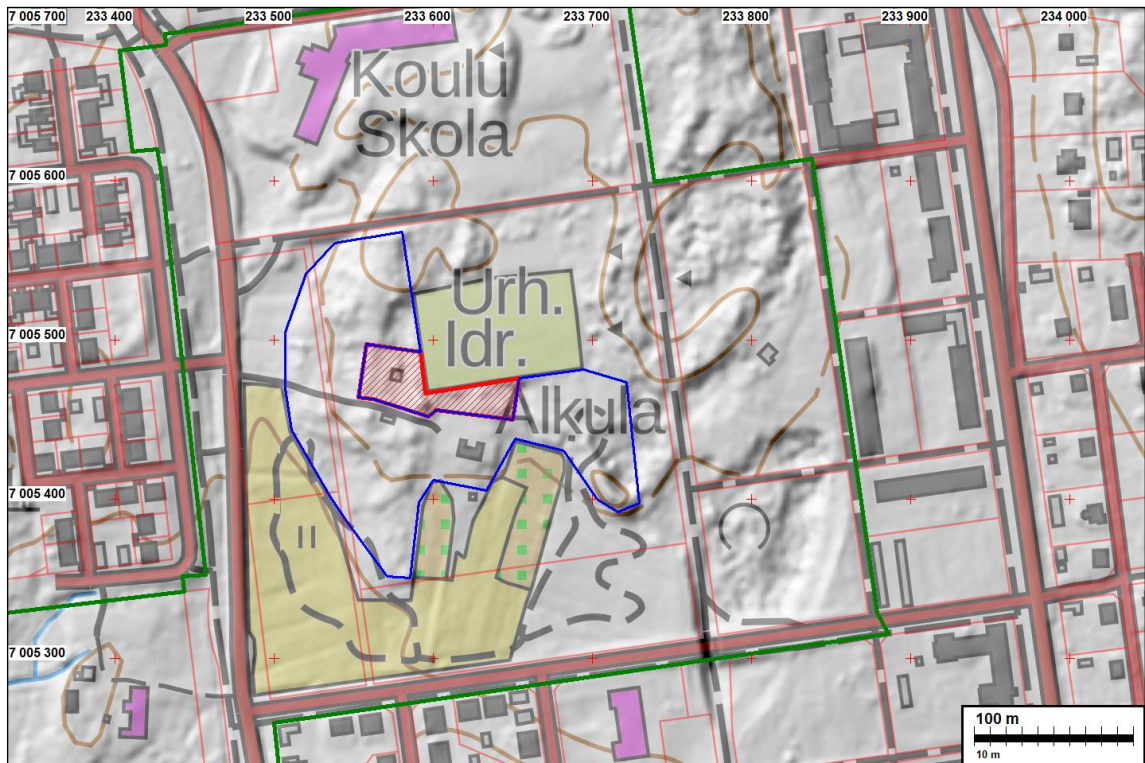 7 005 700
233 400
233 500
233 600
233 700
233 800
233 900
234 000
Koulu
Skola
7 005 600
Urh.
7 005 500
Idr.
Alkula
7 005 400
II
7 005 300
100 m
10 m